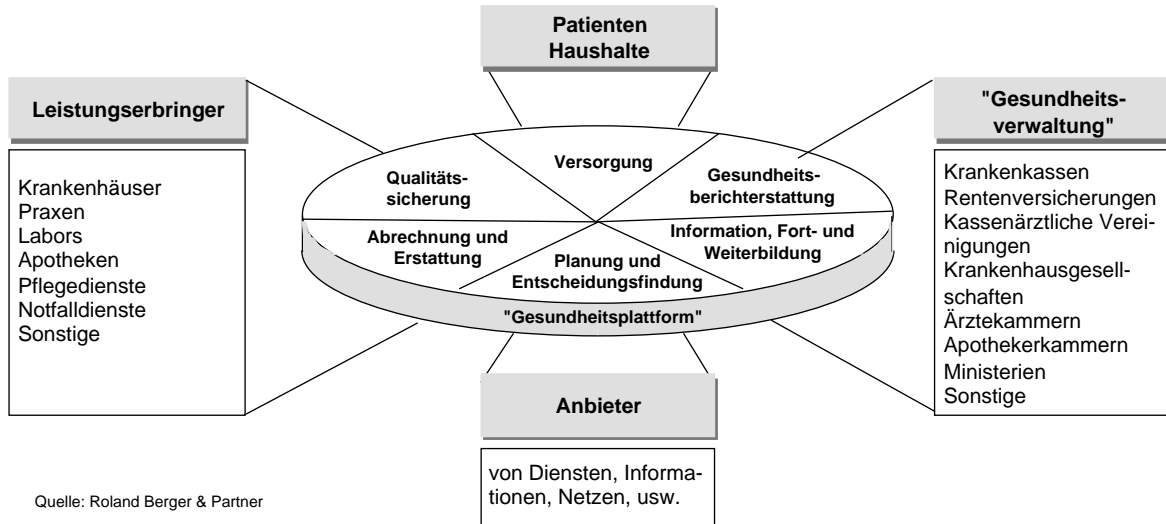 Patienten
Haushalte
Leistungserbringer
Krankenhäuser
Praxen
Labors
Apotheken
Pflegedienste
Notfalldienste
Sonstige
"Gesundheits-
verwaltung"
Krankenkassen
Rentenversicherungen
Kassenärztliche Verei-
nigungen
Krankenhausgesell-
schaften
Ärztekammern
Apothekerkammern
Ministerien
Sonstige
Versorgung
Qualitäts-
sicherung
Gesundheits-
berichterstattung
Abrechnung und
Erstattung
Information, Fort- und
Weiterbildung
Planung und
Entscheidungsfindung
"Gesundheitsplattform"
Anbieter
von Diensten, Informa-
tionen, Netzen, usw.
Quelle: Roland Berger & Partner